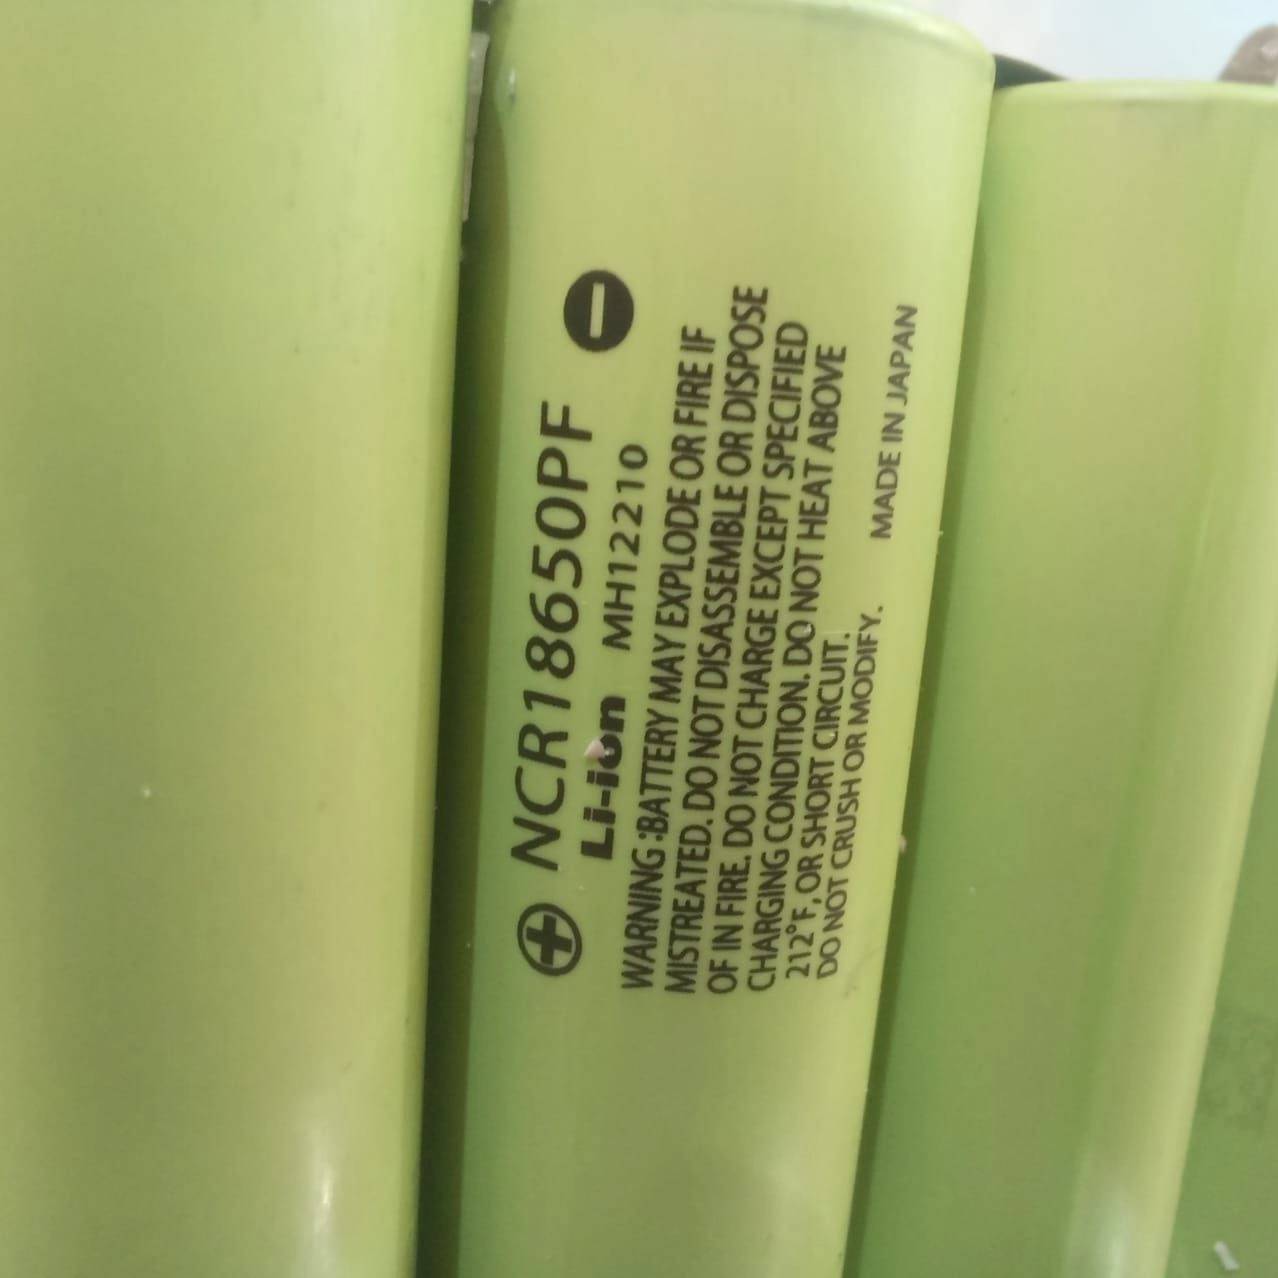 NCR18650PF
Li-ion MH12210
WARNING :BATTERY MAY EXPLODE OR FIRE IF
MISTREATED. DO NOT DISASSEMBLE OR DISPOSE
OF IN FIRE. DO NOT CHARGE EXCEPT SPECIFIED
CHARGING CONDITION. DO NOT HEAT ABOVE
212°F, OR SHORT CIRCUIT.
DO NOT CRUSH OR MODIFY. MADE IN JAPAN